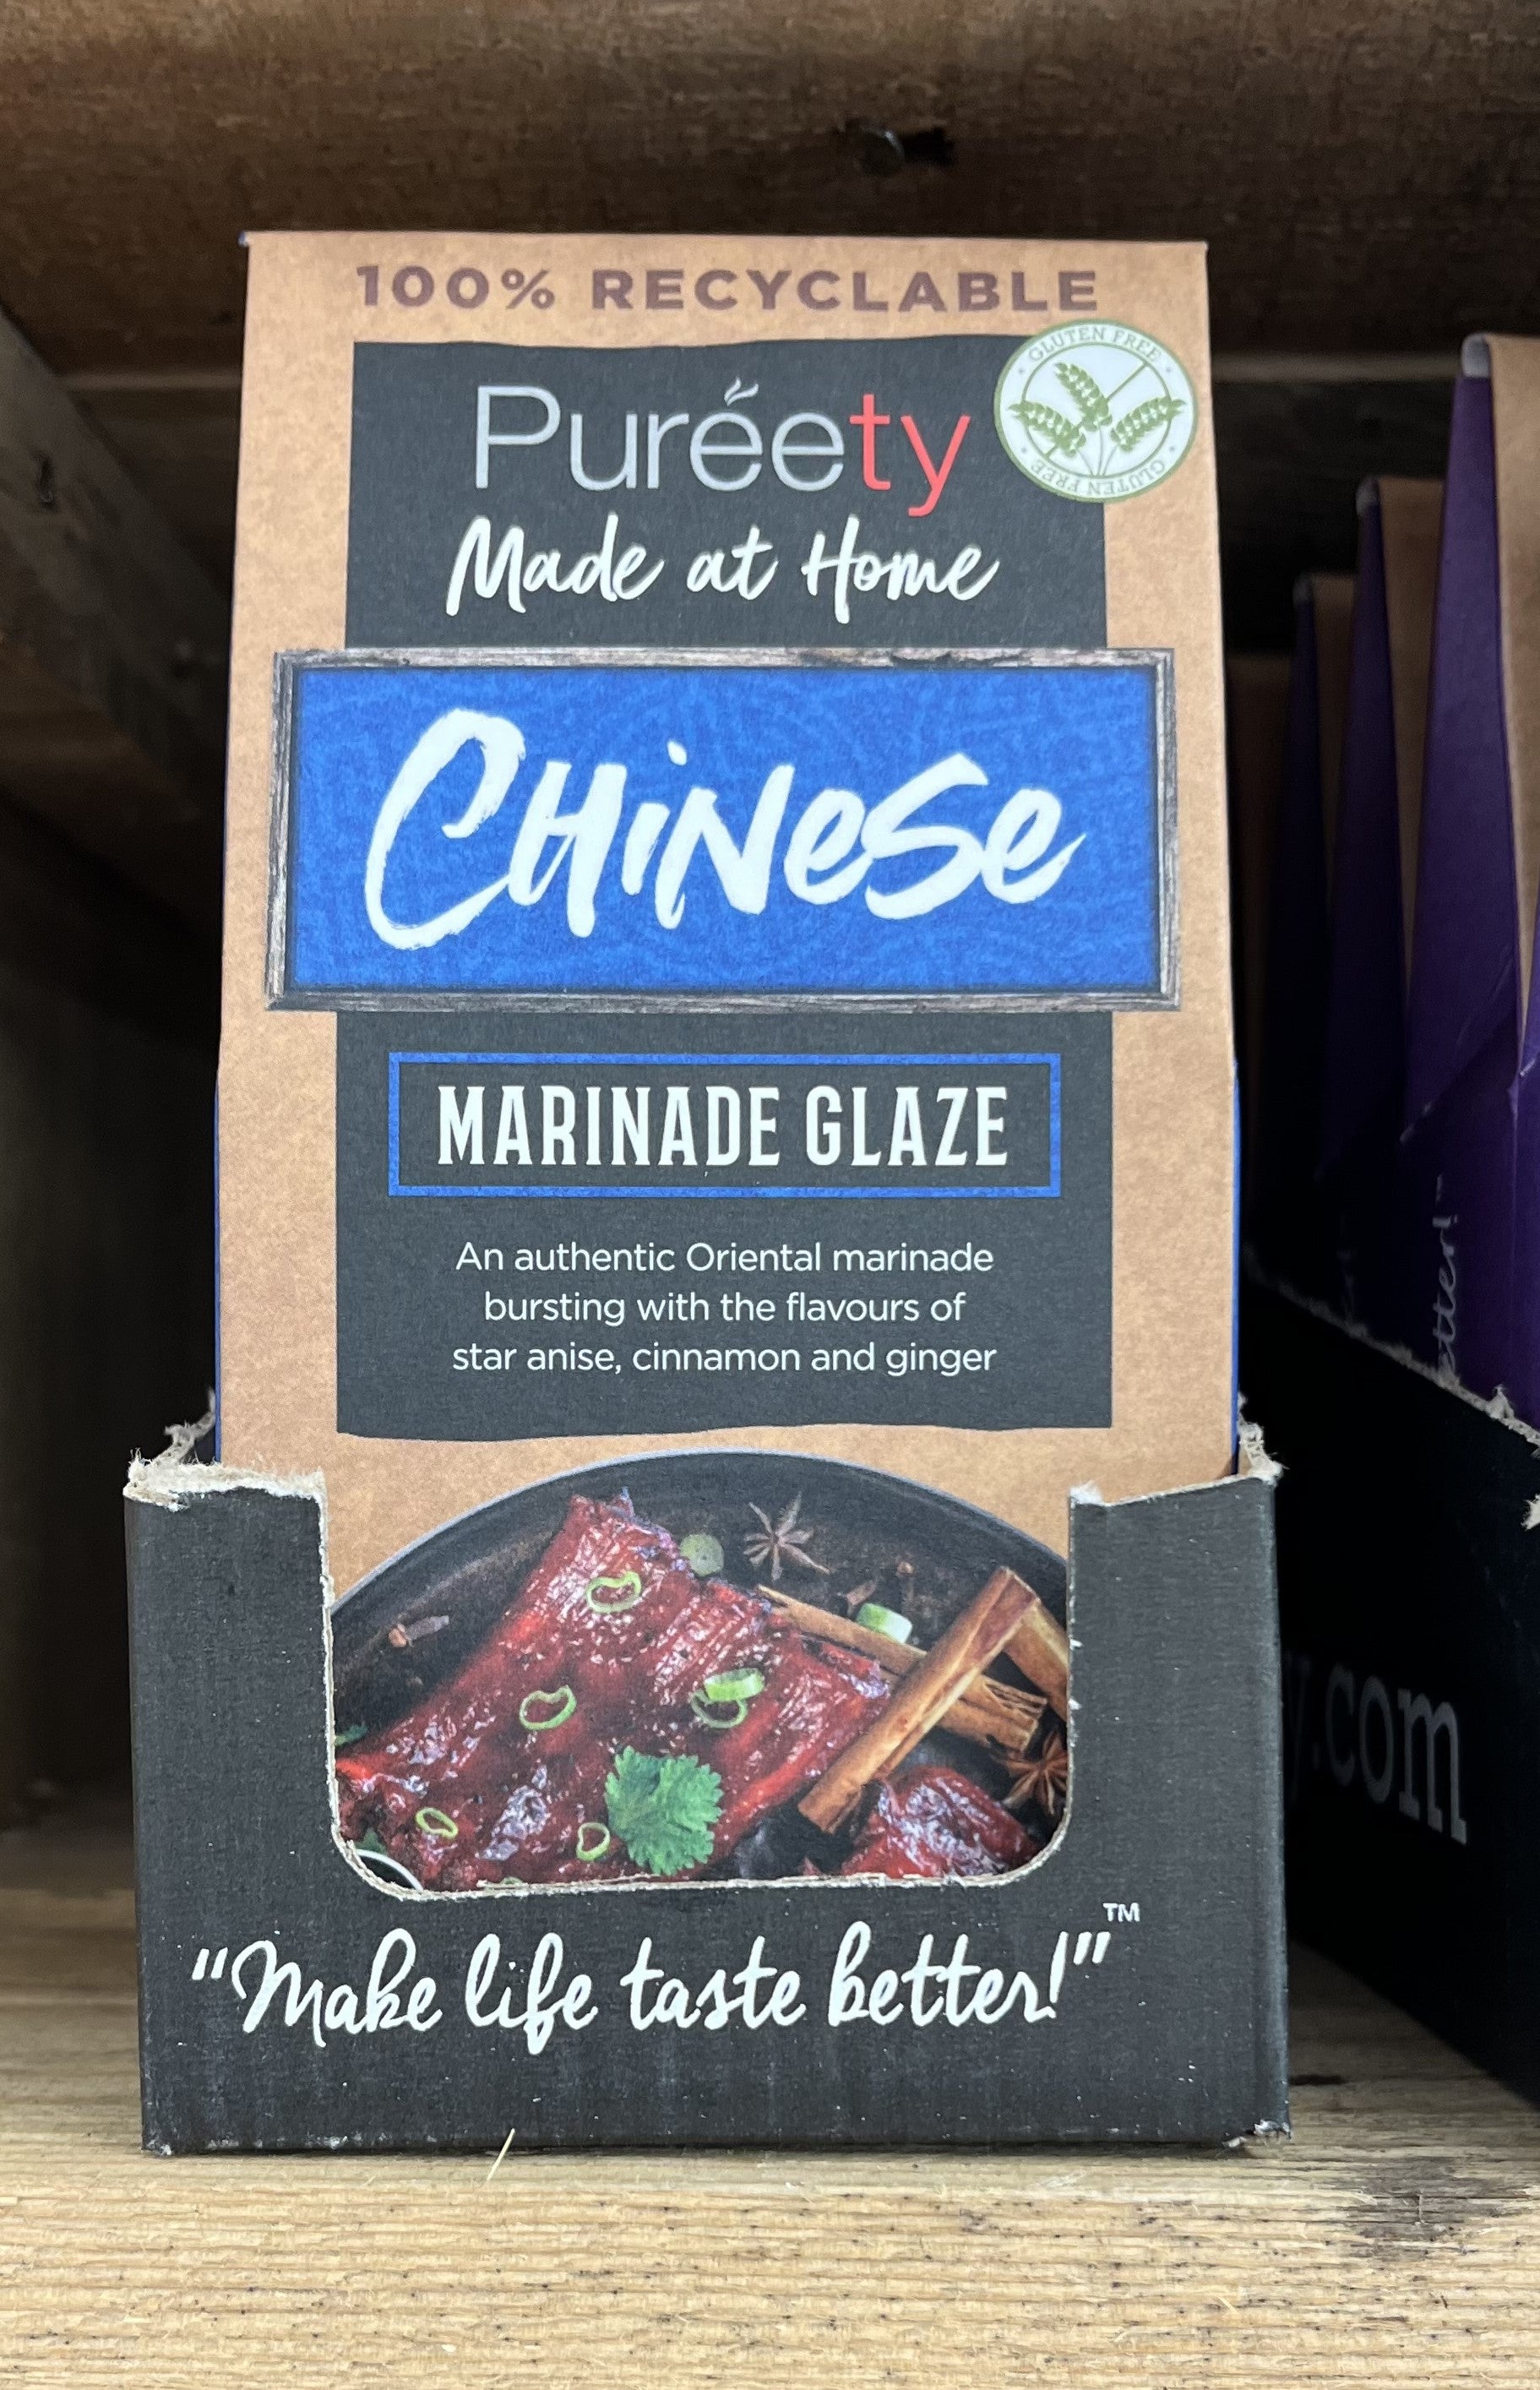 100% RECYCLABLE
GLUTEN FREE
GLUTEN FREE
Puréety
Made at Home
CHiNeSe
MARINADE GLAZE
An authentic Oriental marinade
bursting with the flavours of
star anise, cinnamon and ginger
"Make life taste better!"™
y.com